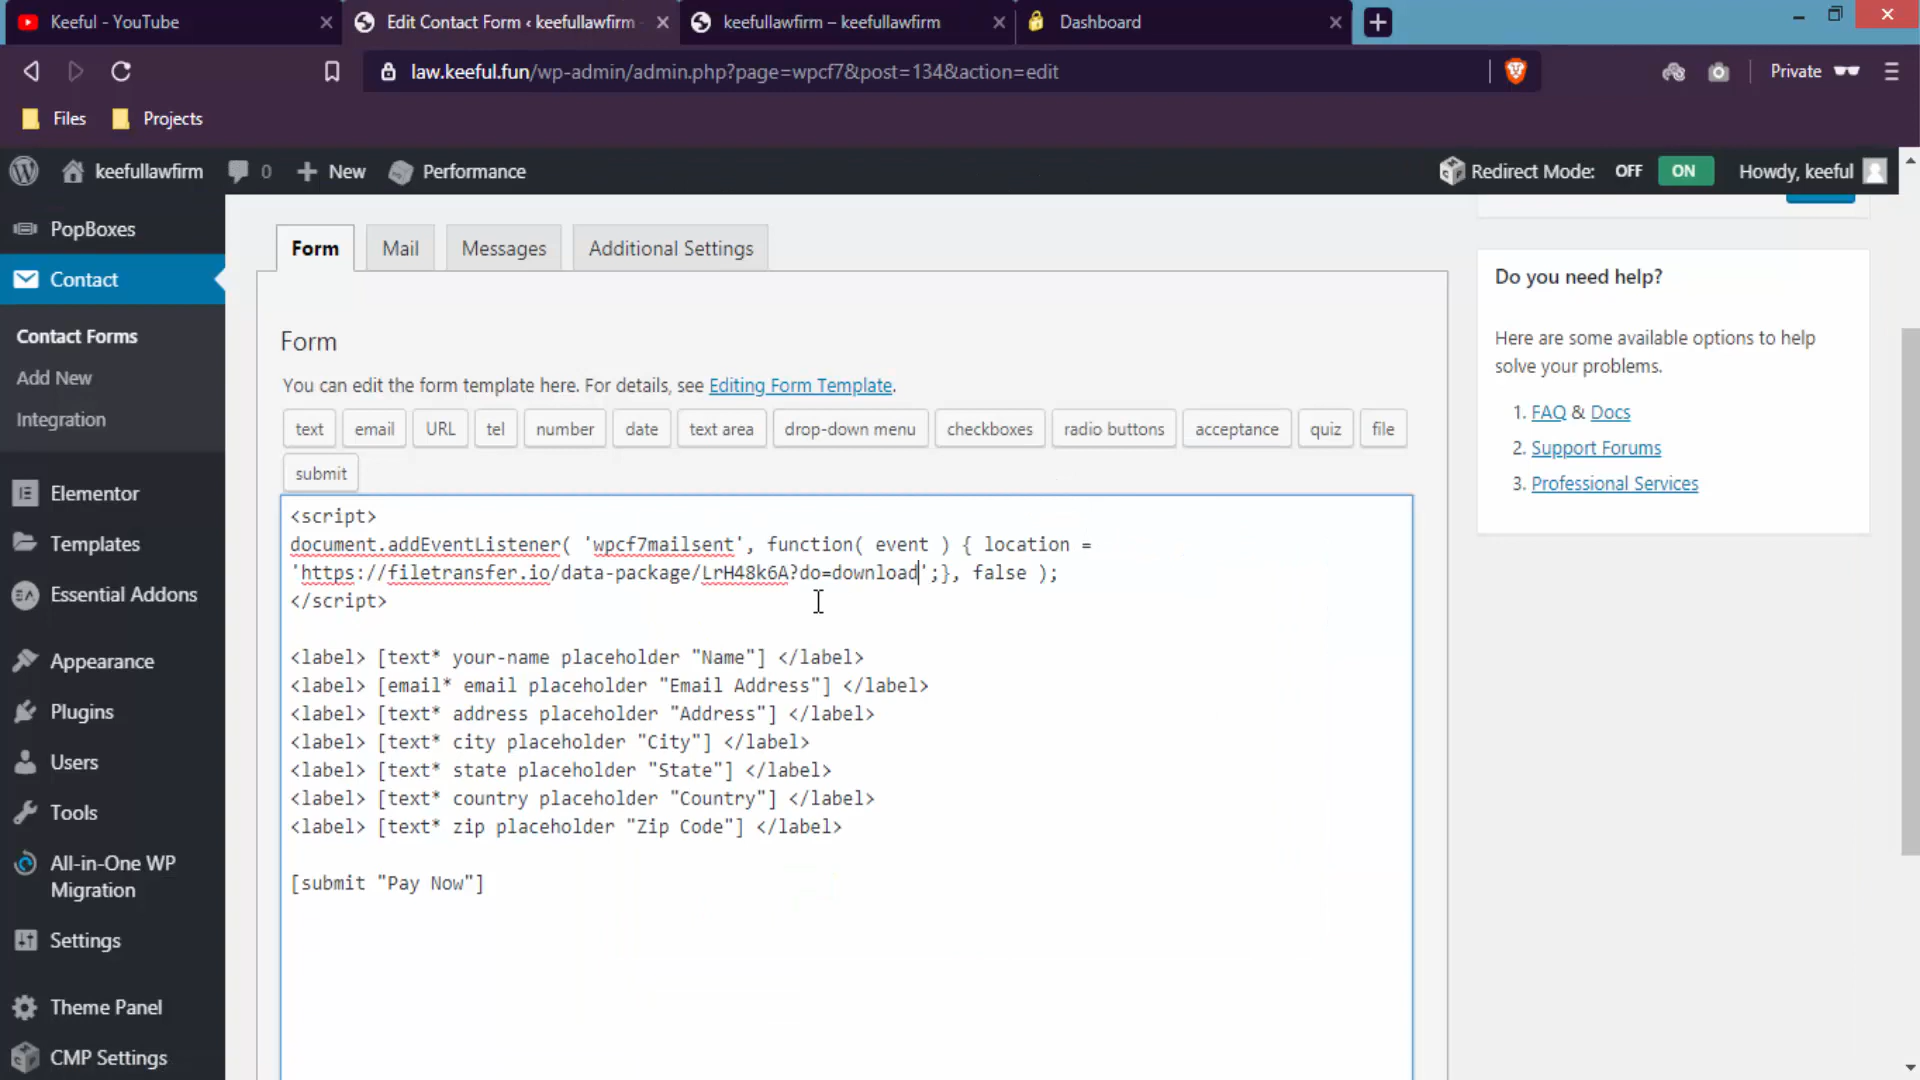 Keeful - YouTube
Edit Contact Form ‹ keefullawfirm
keefullawfirm – keefullawfirm
Dashboard
law.keeful.fun/wp-admin/admin.php?page=wpcf7&post=134&action=edit
Private
Files
Projects
keefullawfirm
0
New
Performance
Redirect Mode:
OFF
ON
Howdy, keeful
PopBoxes
Contact
Contact Forms
Add New
Integration
Elementor
Templates
Essential Addons
Appearance
Plugins
Users
Tools
All-in-One WP
Migration
Settings
Theme Panel
CMP Settings
Form
Mail
Messages
Additional Settings
Form
You can edit the form template here. For details, see Editing Form Template.
text
email
URL
tel
number
date
text area
drop-down menu
checkboxes
radio buttons
acceptance
quiz
file
submit
<script>
document.addEventListener( 'wpcf7mailsent', function( event ) { location =
'https://filetransfer.io/data-package/LrH48k6A?do=download';}, false );
</script>
<label> [text* your-name placeholder "Name"] </label>
<label> [email* email placeholder "Email Address"] </label>
<label> [text* address placeholder "Address"] </label>
<label> [text* city placeholder "City"] </label>
<label> [text* state placeholder "State"] </label>
<label> [text* country placeholder "Country"] </label>
<label> [text* zip placeholder "Zip Code"] </label>
[submit "Pay Now"]
Do you need help?
Here are some available options to help
solve your problems.
1. FAQ & Docs
2. Support Forums
3. Professional Services